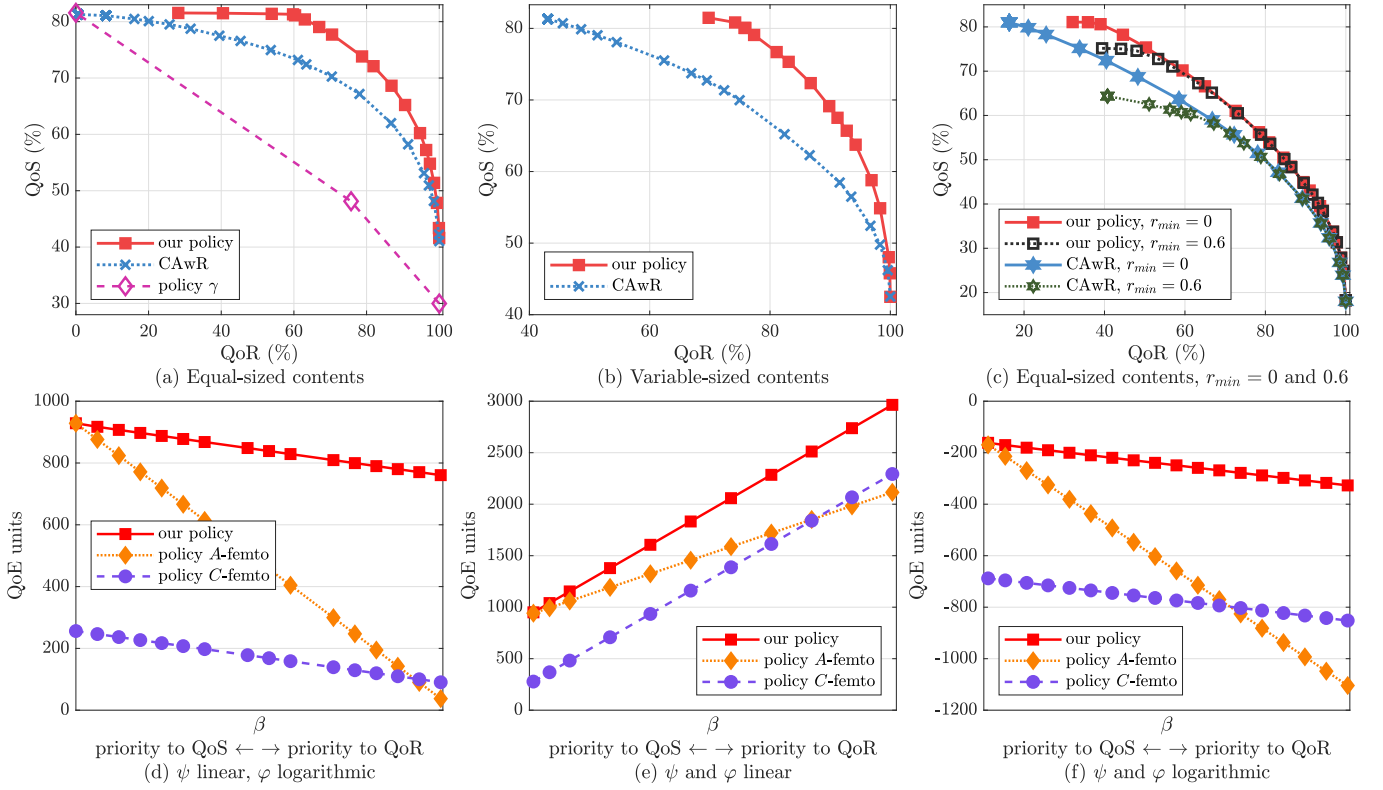 90
80
70
60
50
40
30
QoS (%)
our policy
CAwR
policy γ
0
20
40
60
80
100
QoR (%)
(a) Equal-sized contents
80
70
60
50
40
QoS (%)
our policy
CAwR
40
50
60
70
80
90
100
QoR (%)
(b) Variable-sized contents
80
70
60
50
40
30
20
QoS (%)
our policy, r_min = 0
our policy, r_min = 0.6
CAwR, r_min = 0
CAwR, r_min = 0.6
20
40
60
80
100
QoR (%)
(c) Equal-sized contents, r_min = 0 and 0.6
1000
800
600
400
200
0
QoE units
our policy
policy A-femto
policy C-femto
β
priority to QoS ← → priority to QoR
(d) ψ linear, φ logarithmic
3000
2500
2000
1500
1000
500
0
QoE units
our policy
policy A-femto
policy C-femto
β
priority to QoS ← → priority to QoR
(e) ψ and φ linear
0
-200
-400
-600
-800
-1000
-1200
QoE units
our policy
policy A-femto
policy C-femto
β
priority to QoS ← → priority to QoR
(f) ψ and φ logarithmic